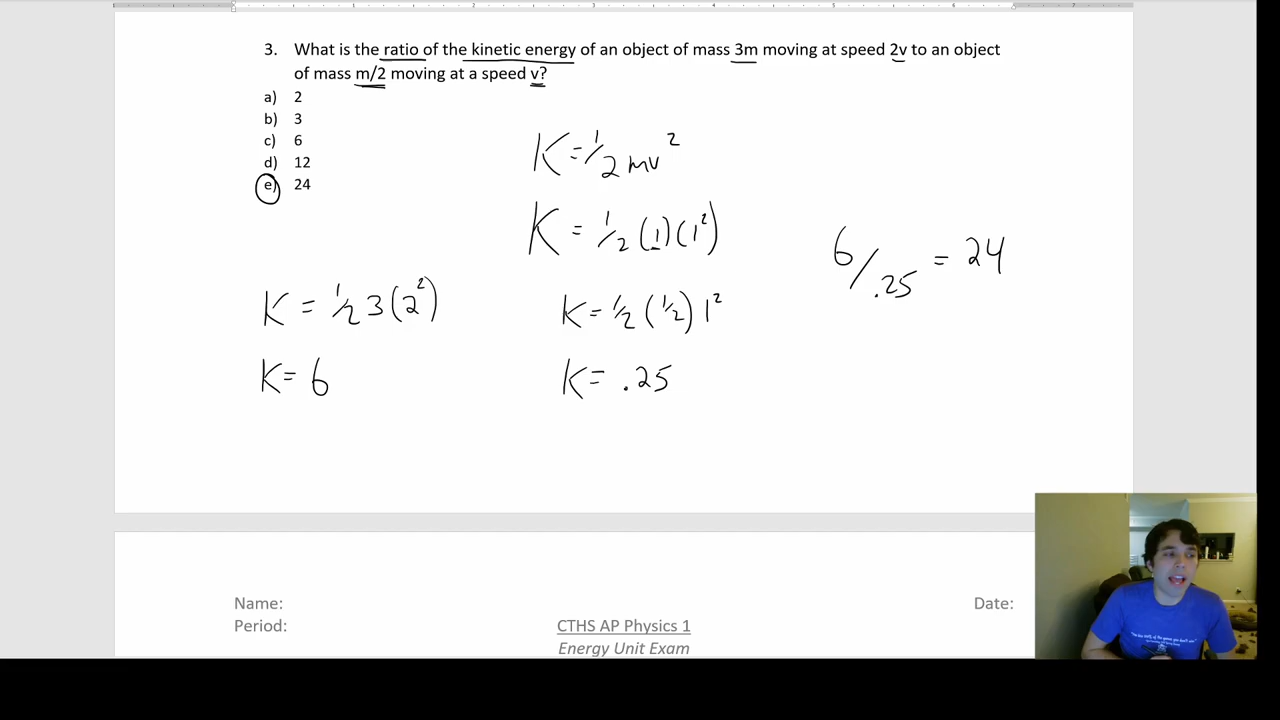 3. What is the ratio of the kinetic energy of an object of mass 3m moving at speed 2v to an object
of mass m/2 moving at a speed v?
a) 2
b) 3
c) 6
d) 12
e) 24
K = 1/2 mv²
K = 1/2 (1)(1²)
6/.25 = 24
K = 1/2 3(2²)
K = 1/2 (1/2) 1²
K = 6
K = .25
Name:
Date:
Period:
CTHS AP Physics 1
Energy Unit Exam